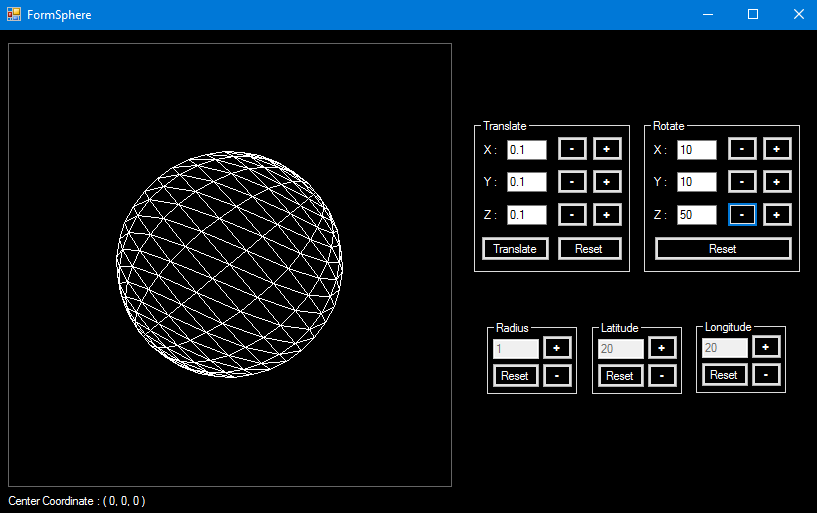 FormSphere
Translate
X : 0.1 - +
Y : 0.1 - +
Z : 0.1 - +
Translate Reset
Rotate
X : 10 - +
Y : 10 - +
Z : 50 - +
Reset
Radius
1 +
Reset -
Latitude
20 +
Reset -
Longitude
20 +
Reset -
Center Coordinate : ( 0, 0, 0 )